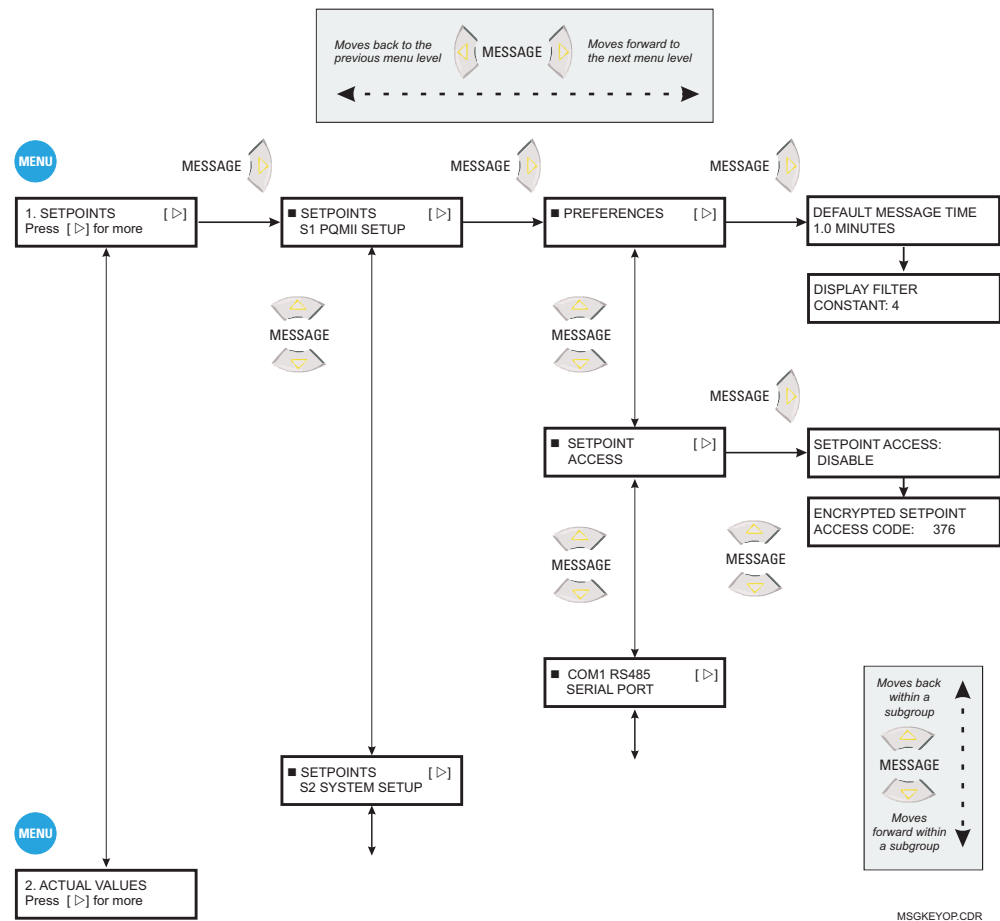 Moves back to the
previous menu level
MESSAGE
Moves forward to
the next menu level
MENU
MESSAGE
MESSAGE
MESSAGE
1. SETPOINTS [ ▷]
Press [ ▷] for more
■ SETPOINTS [ ▷]
S1 PQMII SETUP
■ PREFERENCES [ ▷]
DEFAULT MESSAGE TIME
1.0 MINUTES
DISPLAY FILTER
CONSTANT: 4
MESSAGE
MESSAGE
MESSAGE
■ SETPOINT [ ▷]
ACCESS
SETPOINT ACCESS:
DISABLE
ENCRYPTED SETPOINT
ACCESS CODE: 376
MESSAGE
MESSAGE
■ COM1 RS485 [ ▷]
SERIAL PORT
Moves back
within a
subgroup
MESSAGE
Moves
forward within
a subgroup
■ SETPOINTS [ ▷]
S2 SYSTEM SETUP
MENU
2. ACTUAL VALUES
Press [ ▷] for more
MSGKEYOP.CDR